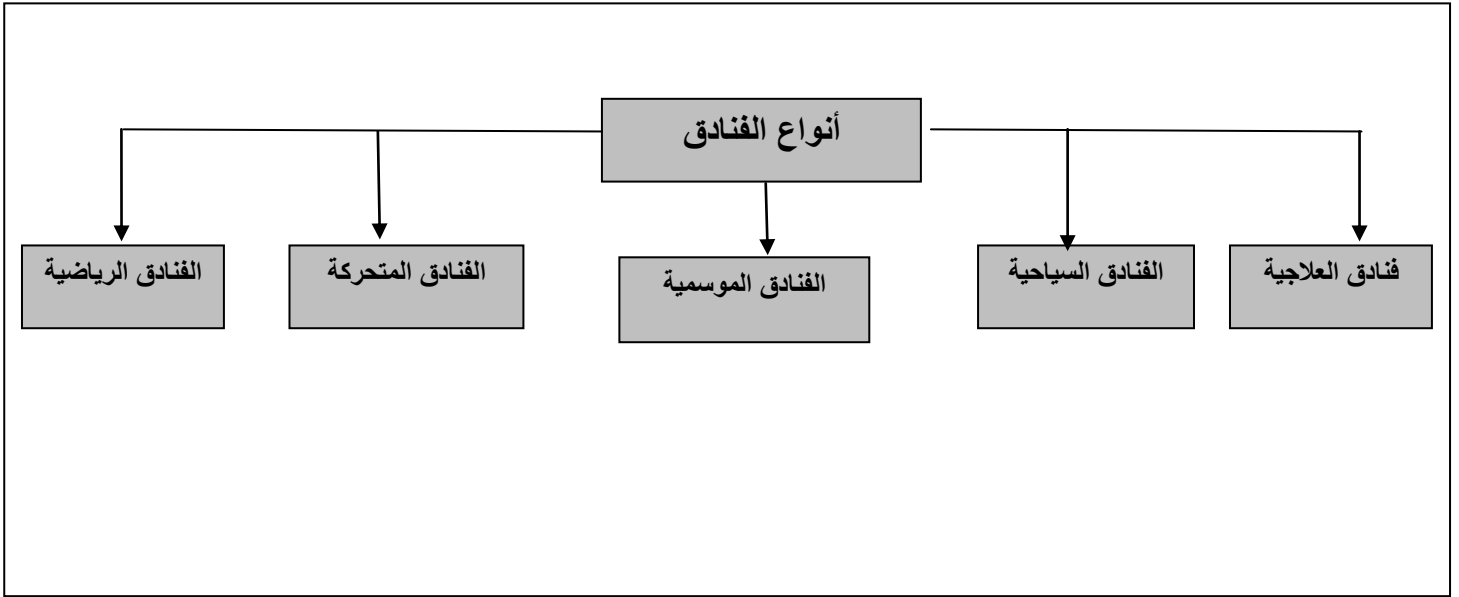 أنواع الفنادق
فنادق العلاجية
الفنادق السياحية
الفنادق الموسمية
الفنادق المتحركة
الفنادق الرياضية